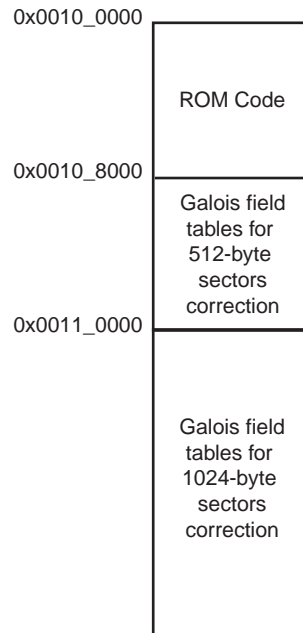 0x0010_0000
ROM Code
0x0010_8000
Galois field
tables for
512-byte
sectors
correction
0x0011_0000
Galois field
tables for
1024-byte
sectors
correction